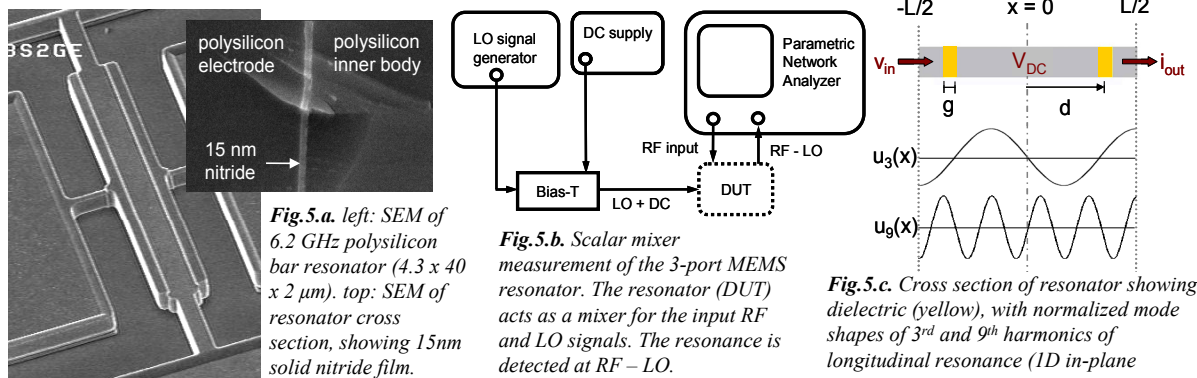 BS2GE
polysilicon
electrode
polysilicon
inner body
15 nm
nitride
Fig.5.a. left: SEM of
6.2 GHz polysilicon
bar resonator (4.3 x 40
x 2 μm). top: SEM of
resonator cross
section, showing 15nm
solid nitride film.
LO signal
generator
DC supply
Parametric
Network
Analyzer
RF input
RF - LO
Bias-T
LO + DC
DUT
Fig.5.b. Scalar mixer
measurement of the 3-port MEMS
resonator. The resonator (DUT)
acts as a mixer for the input RF
and LO signals. The resonance is
detected at RF – LO.
-L/2 x = 0 L/2
vin VDC iout
g d
u3(x)
u9(x)
Fig.5.c. Cross section of resonator showing
dielectric (yellow), with normalized mode
shapes of 3rd and 9th harmonics of
longitudinal resonance (1D in-plane